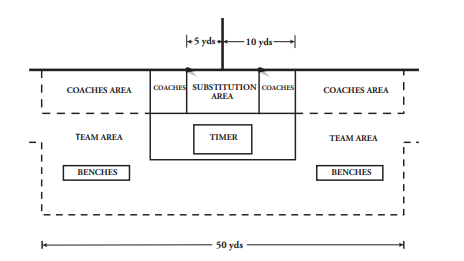 5 yds
10 yds
COACHES AREA
COACHES
SUBSTITUTION
AREA
COACHES
COACHES AREA
TEAM AREA
TIMER
TEAM AREA
BENCHES
BENCHES
50 yds